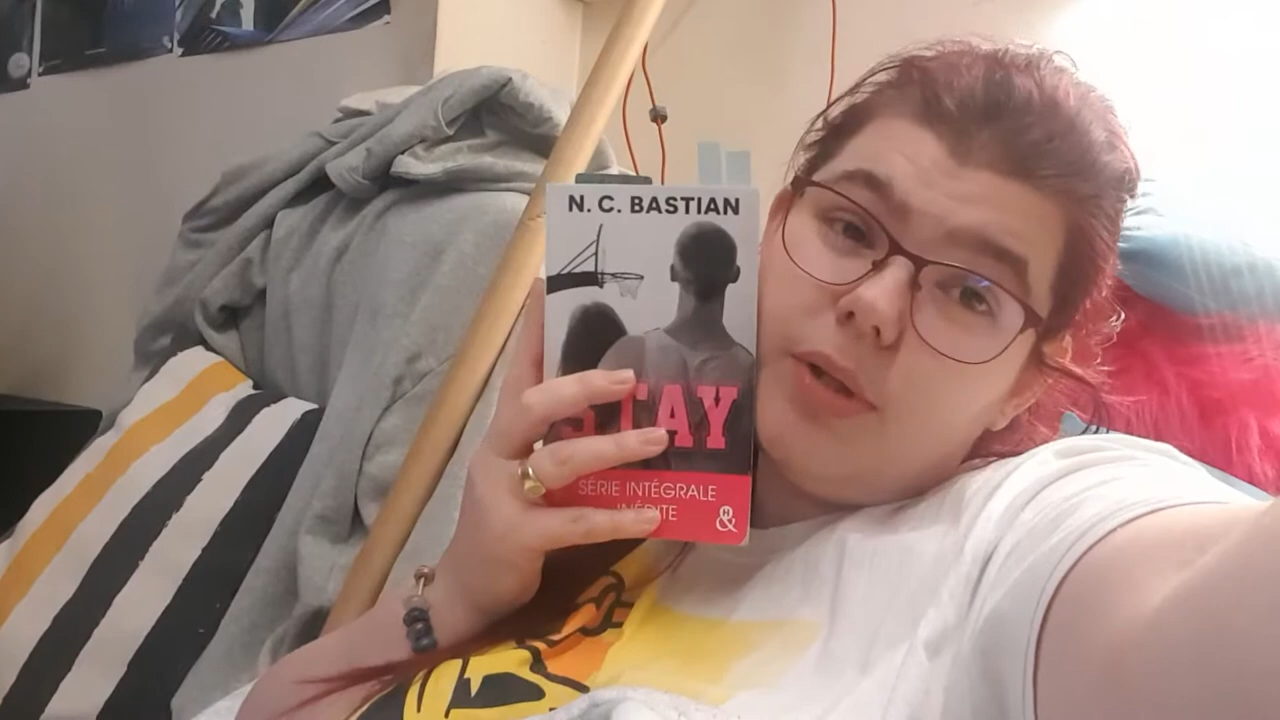 N. C. BASTIAN
STAY
SÉRIE INTÉGRALE
INÉDITE
H
&